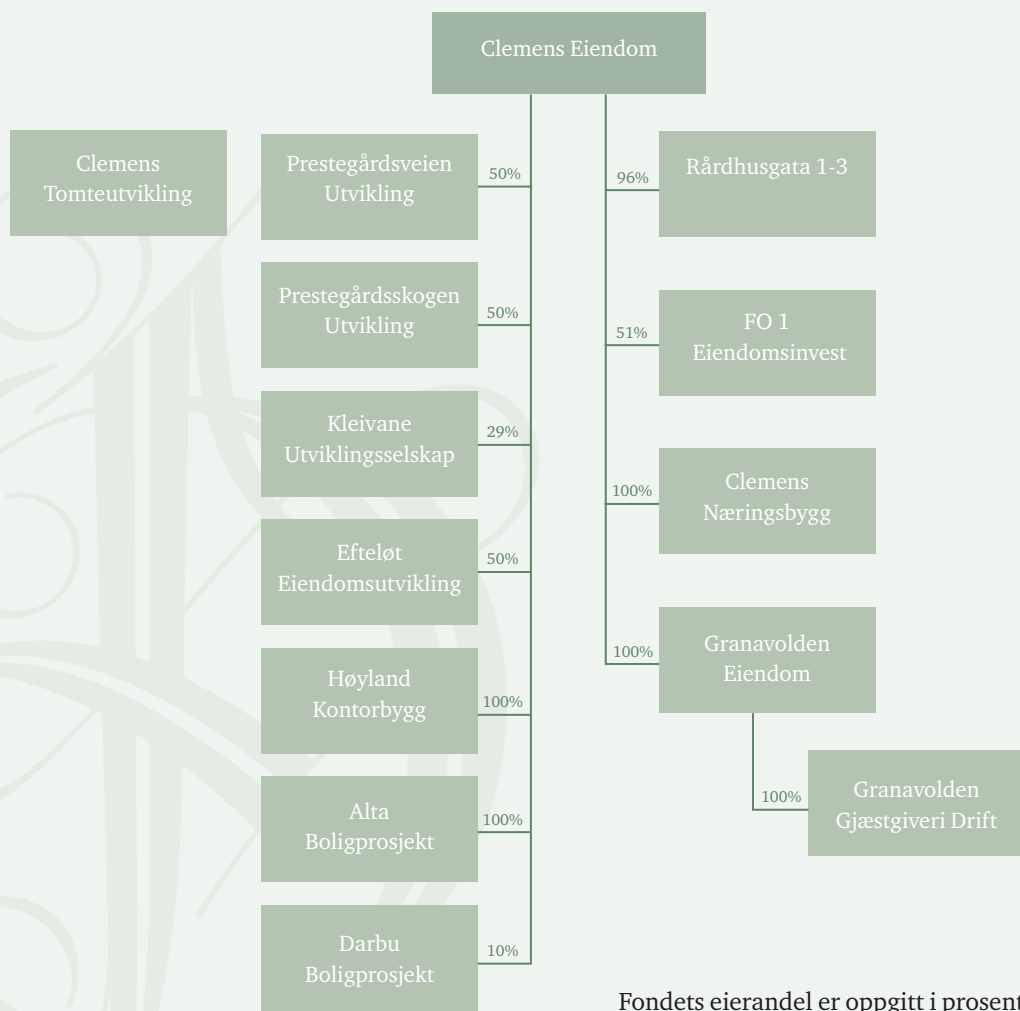 Clemens Eiendom
Clemens
Tomteutvikling
Prestegårdsveien
Utvikling
50%
Prestegårdsskogen
Utvikling
50%
Kleivane
Utviklingsselskap
29%
Efteløt
Eiendomsutvikling
50%
Høyland
Kontorbygg
100%
Alta
Boligprosjekt
100%
Darbu
Boligprosjekt
10%
96%
Rårdhusgata 1-3
51%
FO 1
Eiendomsinvest
100%
Clemens
Næringsbygg
100%
Granavolden
Eiendom
100%
Granavolden
Gjæstgiveri Drift
Fondets eierandel er oppgitt i prosent